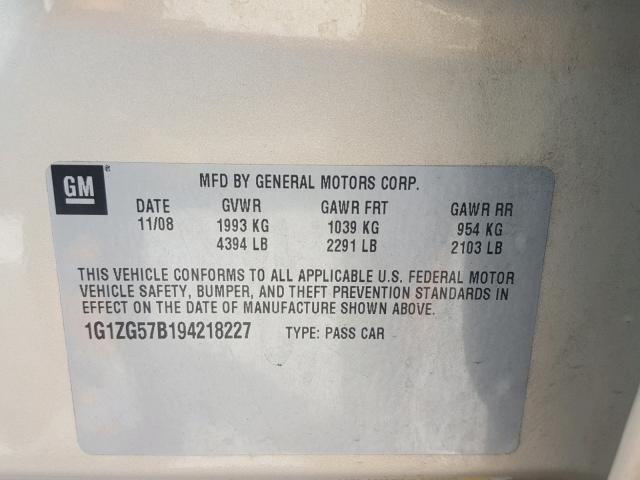 GM
MFD BY GENERAL MOTORS CORP.
DATE GVWR GAWR FRT GAWR RR
11/08 1993 KG 1039 KG 954 KG
4394 LB 2291 LB 2103 LB
THIS VEHICLE CONFORMS TO ALL APPLICABLE U.S. FEDERAL MOTOR
VEHICLE SAFETY, BUMPER, AND THEFT PREVENTION STANDARDS IN
EFFECT ON THE DATE OF MANUFACTURE SHOWN ABOVE.
1G1ZG57B194218227 TYPE: PASS CAR